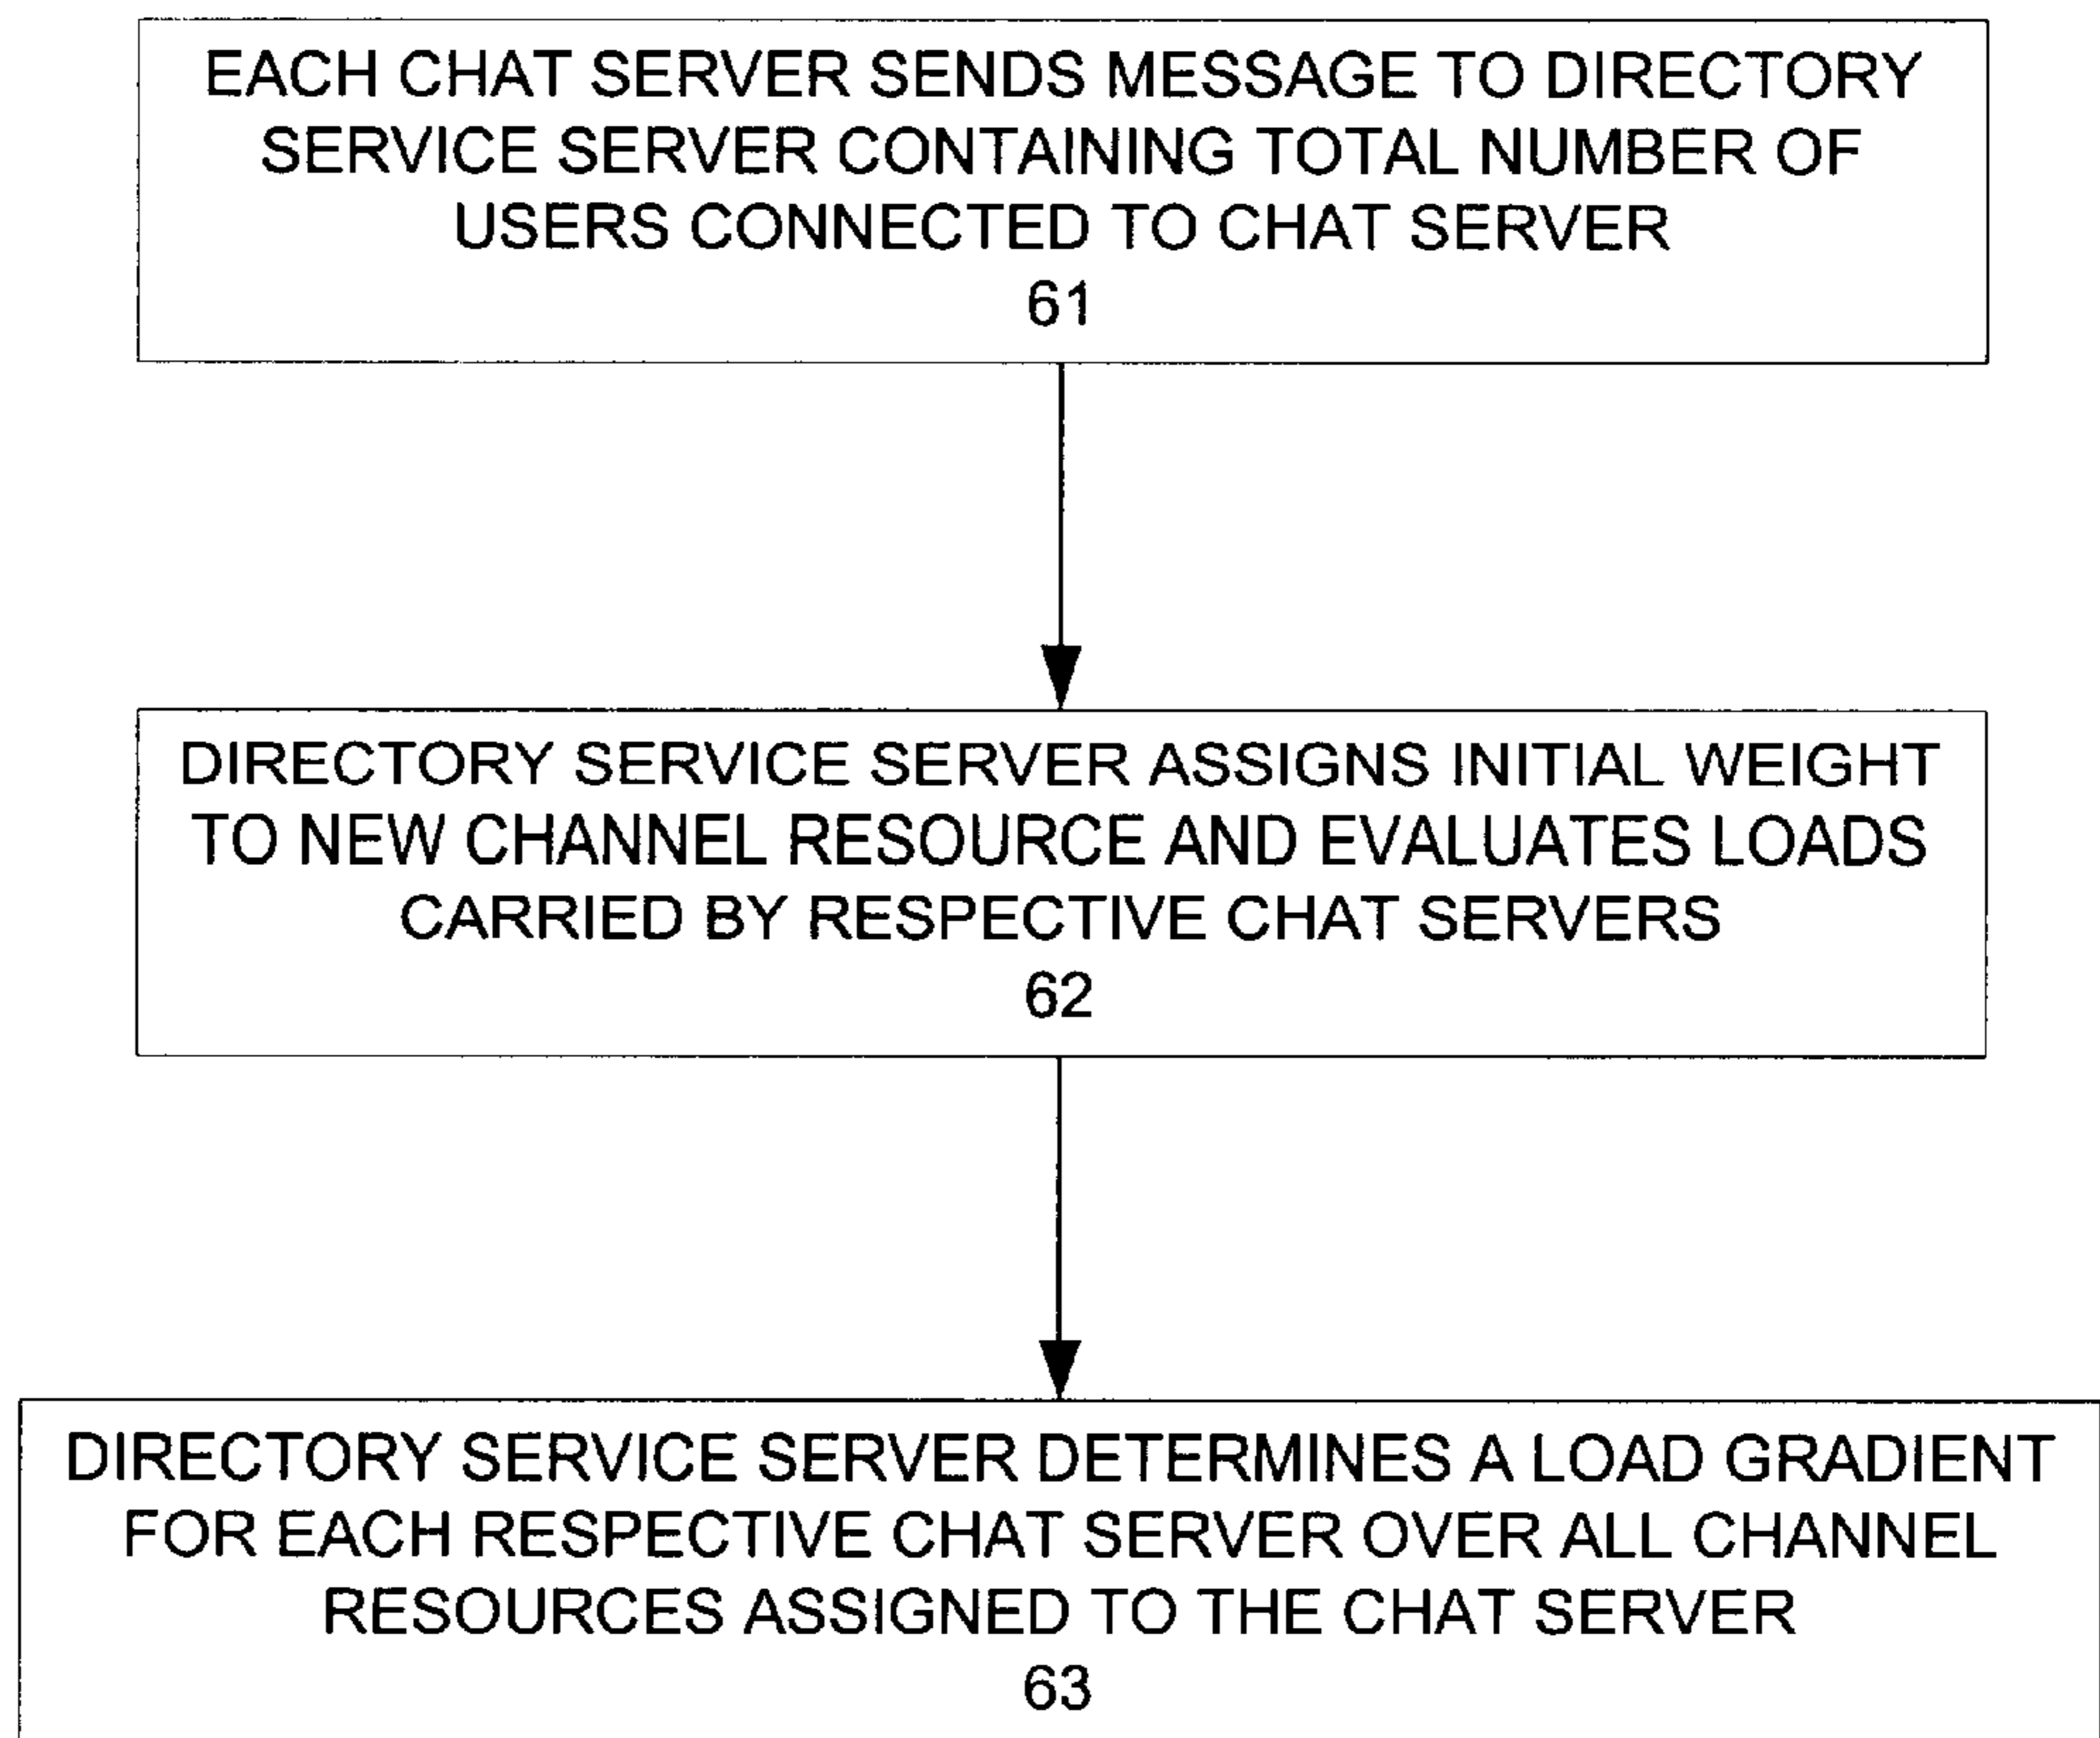 EACH CHAT SERVER SENDS MESSAGE TO DIRECTORY
SERVICE SERVER CONTAINING TOTAL NUMBER OF
USERS CONNECTED TO CHAT SERVER
61
DIRECTORY SERVICE SERVER ASSIGNS INITIAL WEIGHT
TO NEW CHANNEL RESOURCE AND EVALUATES LOADS
CARRIED BY RESPECTIVE CHAT SERVERS
62
DIRECTORY SERVICE SERVER DETERMINES A LOAD GRADIENT
FOR EACH RESPECTIVE CHAT SERVER OVER ALL CHANNEL
RESOURCES ASSIGNED TO THE CHAT SERVER
63